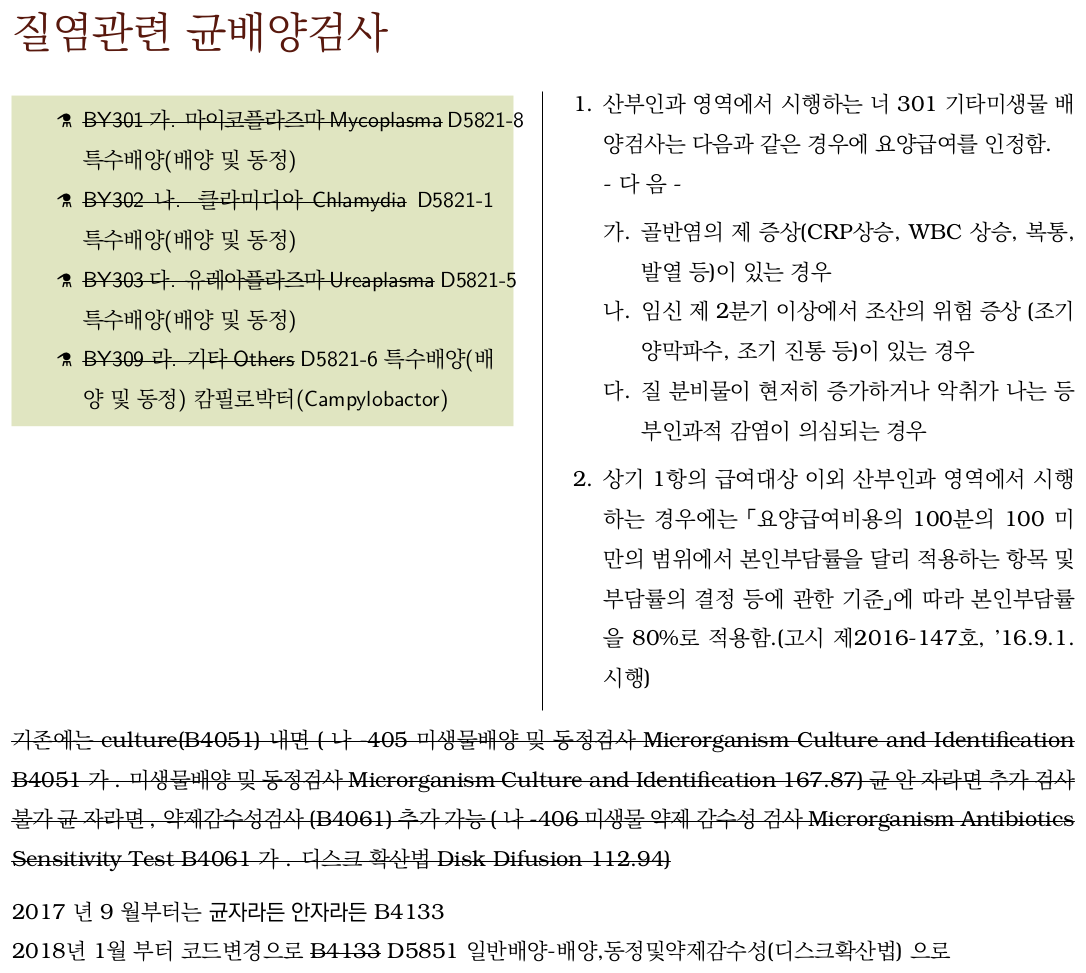 질염관련 균배양검사
BY301 가. 마이코플라즈마 Mycoplasma D5821-8
특수배양(배양 및 동정)
BY302 나. 클라미디아 Chlamydia D5821-1
특수배양(배양 및 동정)
BY303 다. 유레아플라즈마 Ureaplasma D5821-5
특수배양(배양 및 동정)
BY309 라. 기타 Others D5821-6 특수배양(배
양 및 동정) 캄필로박터(Campylobactor)
1. 산부인과 영역에서 시행하는 너 301 기타미생물 배
양검사는 다음과 같은 경우에 요양급여를 인정함.
- 다 음 -
가. 골반염의 제 증상(CRP상승, WBC 상승, 복통,
발열 등)이 있는 경우
나. 임신 제 2분기 이상에서 조산의 위험 증상 (조기
양막파수, 조기 진통 등)이 있는 경우
다. 질 분비물이 현저히 증가하거나 악취가 나는 등
부인과적 감염이 의심되는 경우
2. 상기 1항의 급여대상 이외 산부인과 영역에서 시행
하는 경우에는 「요양급여비용의 100분의 100 미
만의 범위에서 본인부담률을 달리 적용하는 항목 및
부담률의 결정 등에 관한 기준」에 따라 본인부담률
을 80%로 적용함.(고시 제2016-147호, ’16.9.1.
시행)
기존에는 culture(B4051) 내면 ( 나 -405 미생물배양 및 동정검사 Microrganism Culture and Identification
B4051 가 . 미생물배양 및 동정검사 Microrganism Culture and Identification 167.87) 균 안 자라면 추가 검사
불가 균 자라면 , 약제감수성검사 (B4061) 추가 가능 ( 나 -406 미생물 약제 감수성 검사 Microrganism Antibiotics
Sensitivity Test B4061 가 . 디스크 확산법 Disk Difusion 112.94)
2017 년 9 월부터는 균자라든 안자라든 B4133
2018년 1월 부터 코드변경으로 B4133 D5851 일반배양-배양,동정및약제감수성(디스크확산법) 으로